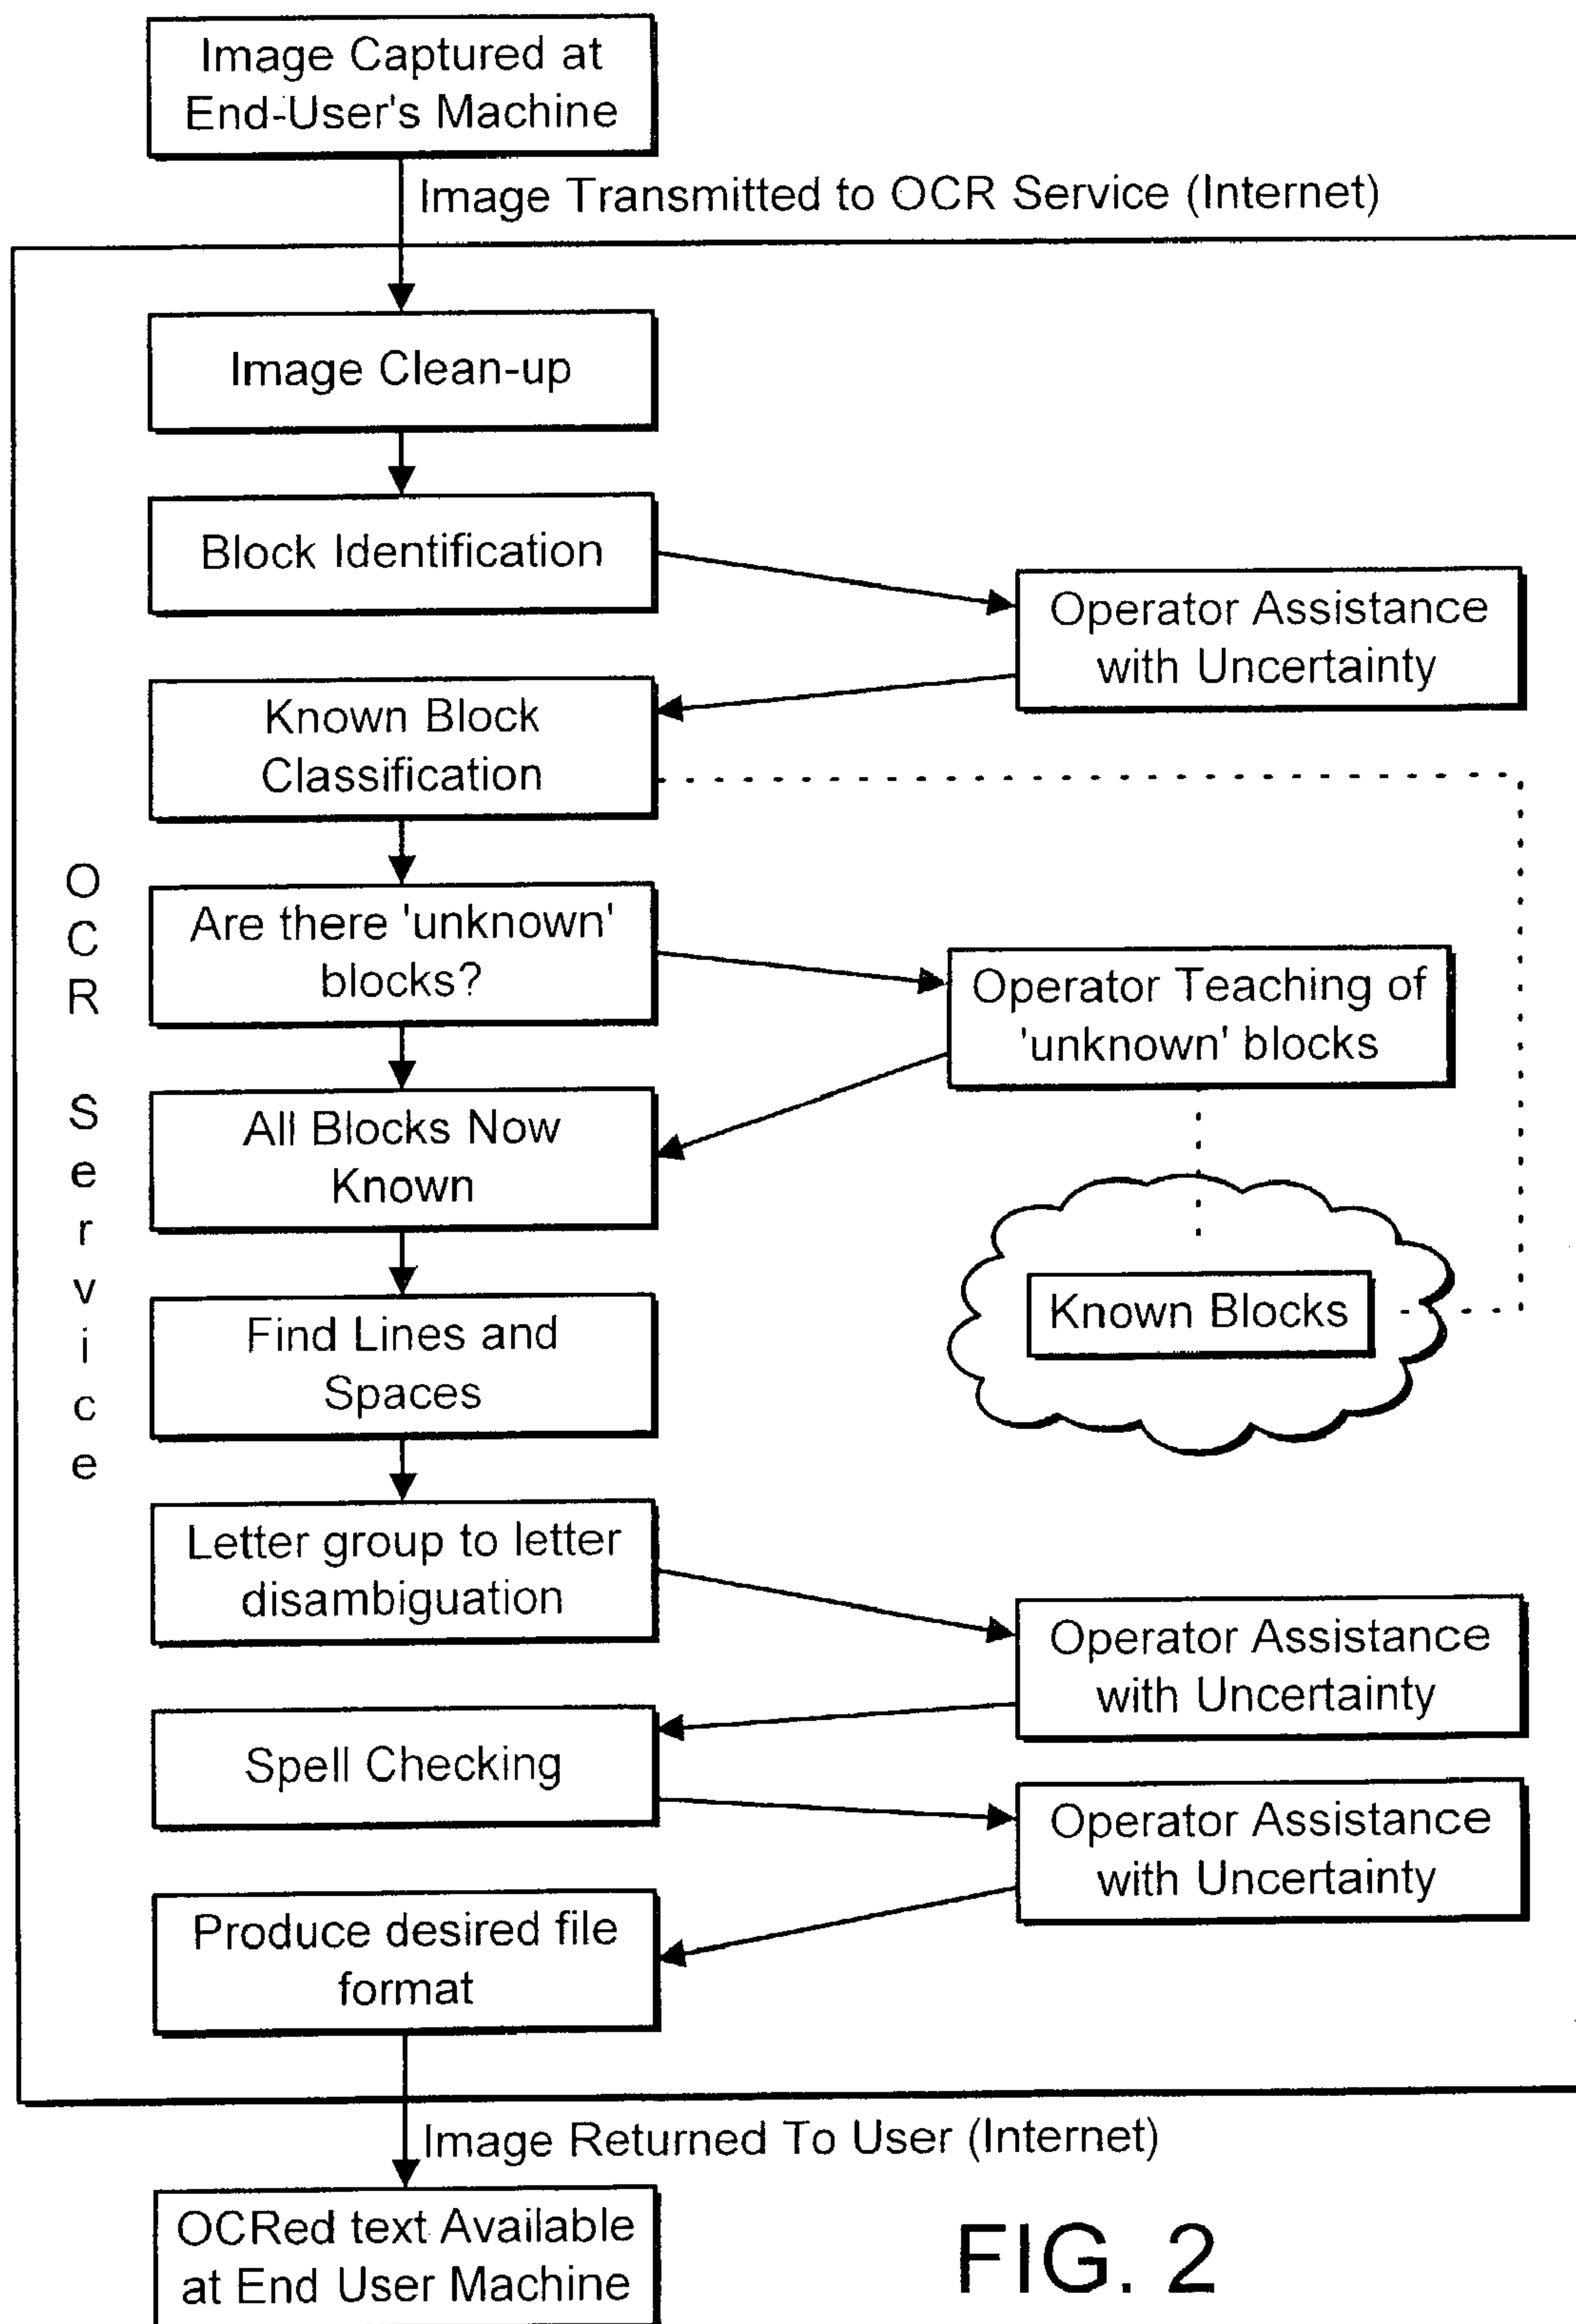 Image Captured at
End-User's Machine
Image Transmitted to OCR Service (Internet)
Image Clean-up
Block Identification
Operator Assistance
with Uncertainty
Known Block
Classification
Are there 'unknown'
blocks?
Operator Teaching of
'unknown' blocks
All Blocks Now
Known
Known Blocks
Find Lines and
Spaces
OCR Service
Letter group to letter
disambiguation
Operator Assistance
with Uncertainty
Spell Checking
Operator Assistance
with Uncertainty
Produce desired file
format
Image Returned To User (Internet)
OCRed text Available
at End User Machine
FIG. 2